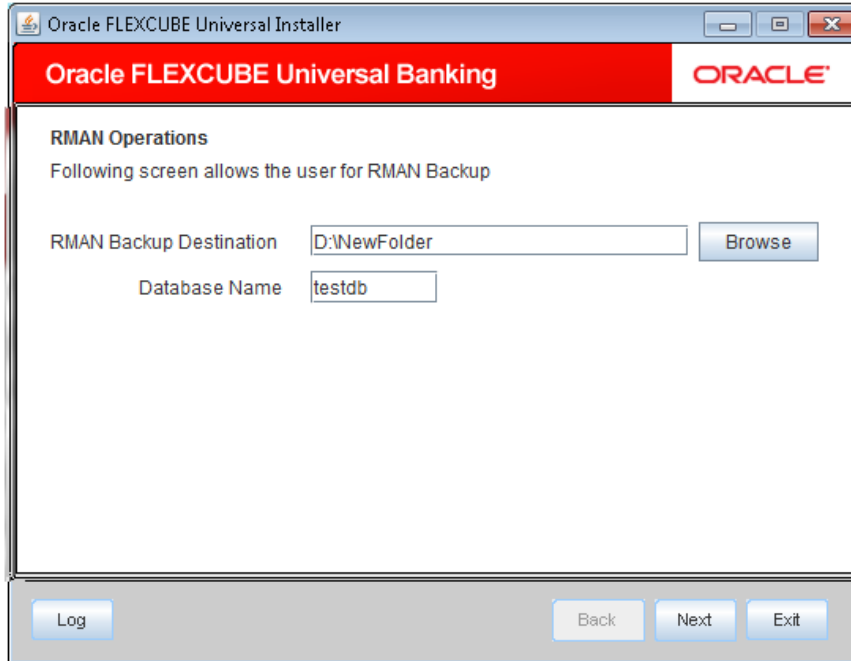 Oracle FLEXCUBE Universal Installer
Oracle FLEXCUBE Universal Banking ORACLE
RMAN Operations
Following screen allows the user for RMAN Backup
RMAN Backup Destination D:\NewFolder Browse
Database Name testdb
Log Back Next Exit